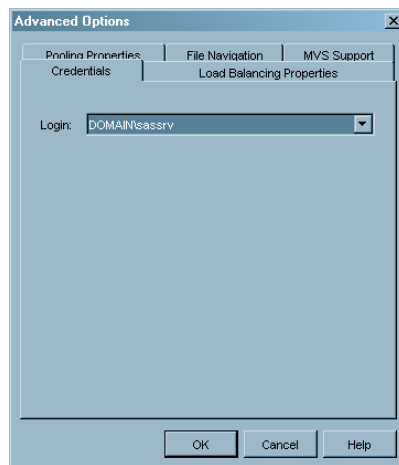 Advanced Options
Pooling Properties File Navigation MVS Support
Credentials Load Balancing Properties
Login: DOMAIN\sassrv
OK Cancel Help